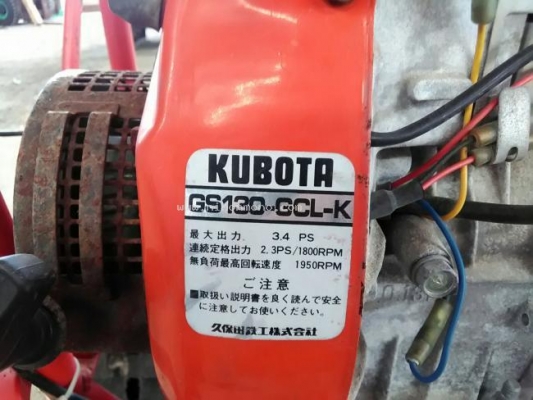 KUBOTA
GS130-CCL-K
最大出力 3.4 PS
連続定格出力 2.3PS/1800RPM
無負荷最高回転速度 1950RPM
ご注意
■取扱い説明書を良く読んで安全
に注意してお使いください。
久保田鉄工株式会社